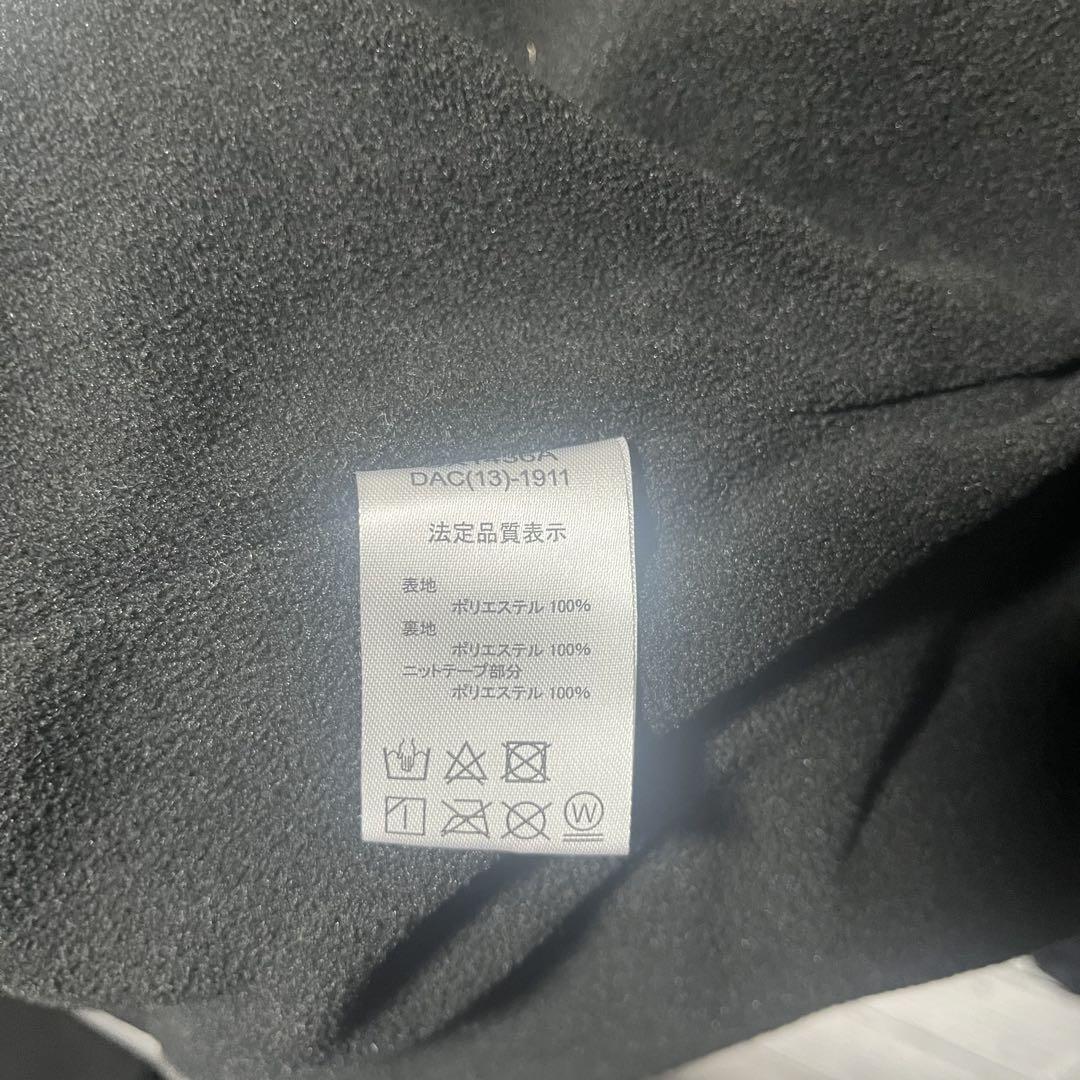 DAC(13)-1911
法定品質表示
表地
ポリエステル 100%
裏地
ポリエステル 100%
ニットテープ部分
ポリエステル 100%
W